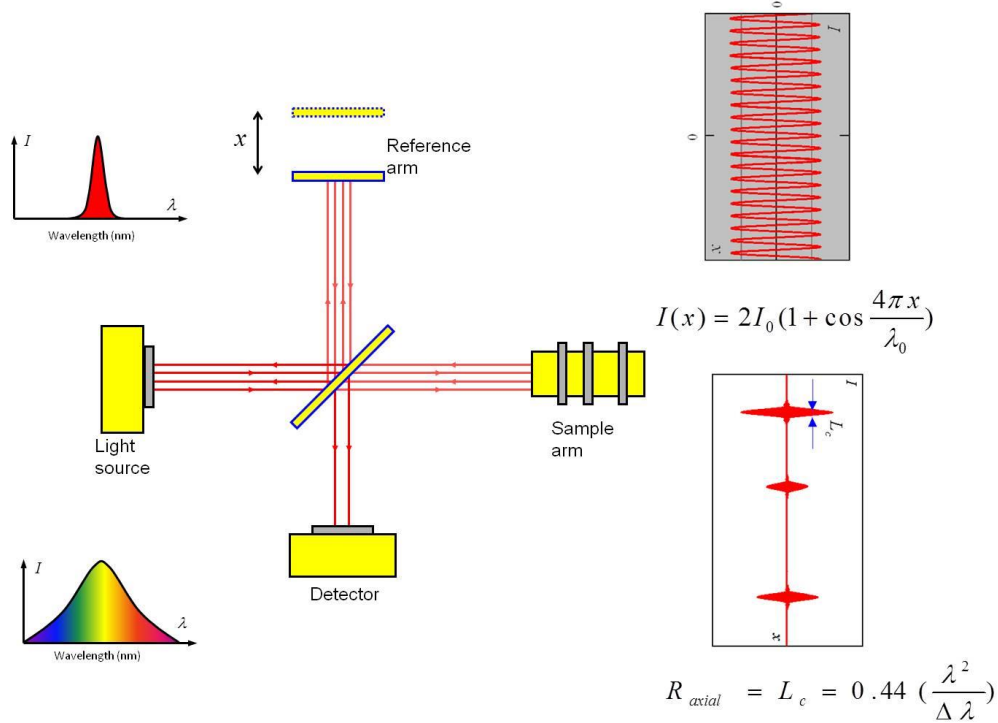 0
I
0
x
I(x) = 2I₀(1 + cos 4πx / λ₀)
I
λ
Wavelength (nm)
x
Reference
arm
Light
source
Sample
arm
Detector
I
L_c
x
I
λ
Wavelength (nm)
R_axial = L_c = 0.44 (λ² / Δλ)